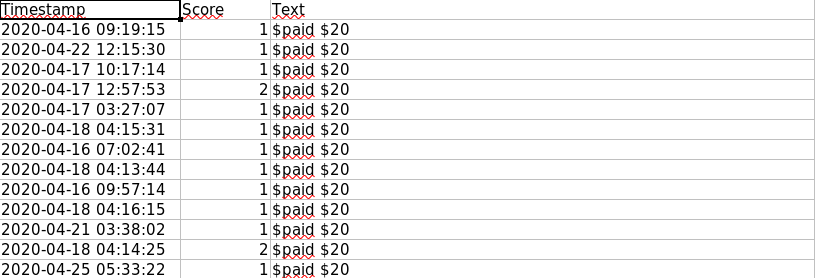 Timestamp Score Text
2020-04-16 09:19:15 1 $paid $20
2020-04-22 12:15:30 1 $paid $20
2020-04-17 10:17:14 1 $paid $20
2020-04-17 12:57:53 2 $paid $20
2020-04-17 03:27:07 1 $paid $20
2020-04-18 04:15:31 1 $paid $20
2020-04-16 07:02:41 1 $paid $20
2020-04-18 04:13:44 1 $paid $20
2020-04-16 09:57:14 1 $paid $20
2020-04-18 04:16:15 1 $paid $20
2020-04-21 03:38:02 1 $paid $20
2020-04-18 04:14:25 2 $paid $20
2020-04-25 05:33:22 1 $paid $20